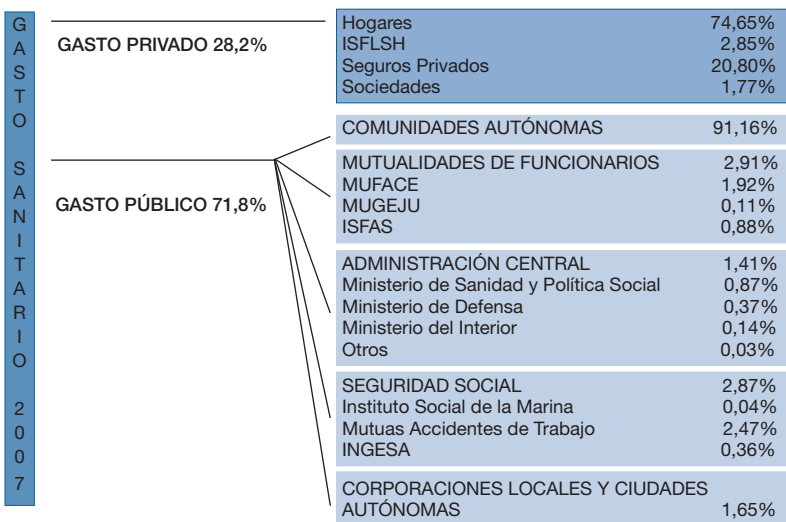 GASTO SANITARIO 2007
GASTO PRIVADO 28,2%
Hogares 74,65%
ISFLSH 2,85%
Seguros Privados 20,80%
Sociedades 1,77%
GASTO PÚBLICO 71,8%
COMUNIDADES AUTÓNOMAS 91,16%
MUTUALIDADES DE FUNCIONARIOS 2,91%
MUFACE 1,92%
MUGEJU 0,11%
ISFAS 0,88%
ADMINISTRACIÓN CENTRAL 1,41%
Ministerio de Sanidad y Política Social 0,87%
Ministerio de Defensa 0,37%
Ministerio del Interior 0,14%
Otros 0,03%
SEGURIDAD SOCIAL 2,87%
Instituto Social de la Marina 0,04%
Mutuas Accidentes de Trabajo 2,47%
INGESA 0,36%
CORPORACIONES LOCALES Y CIUDADES
AUTÓNOMAS 1,65%